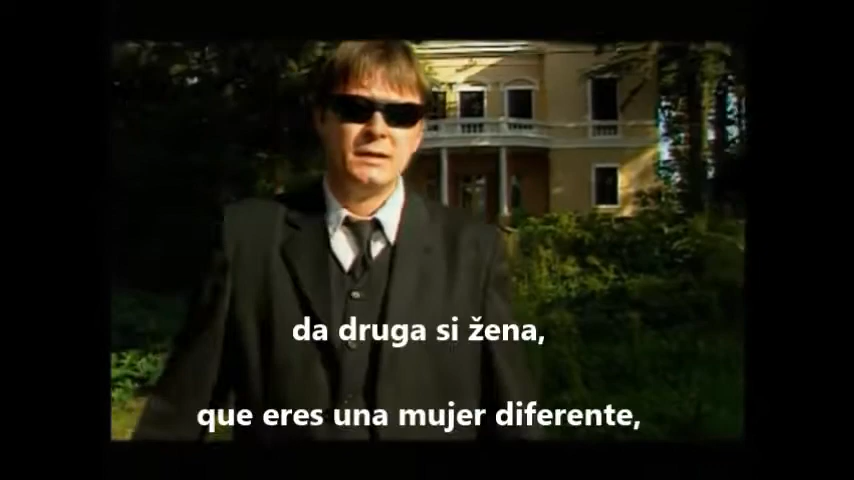 da druga si žena,
que eres una mujer diferente,